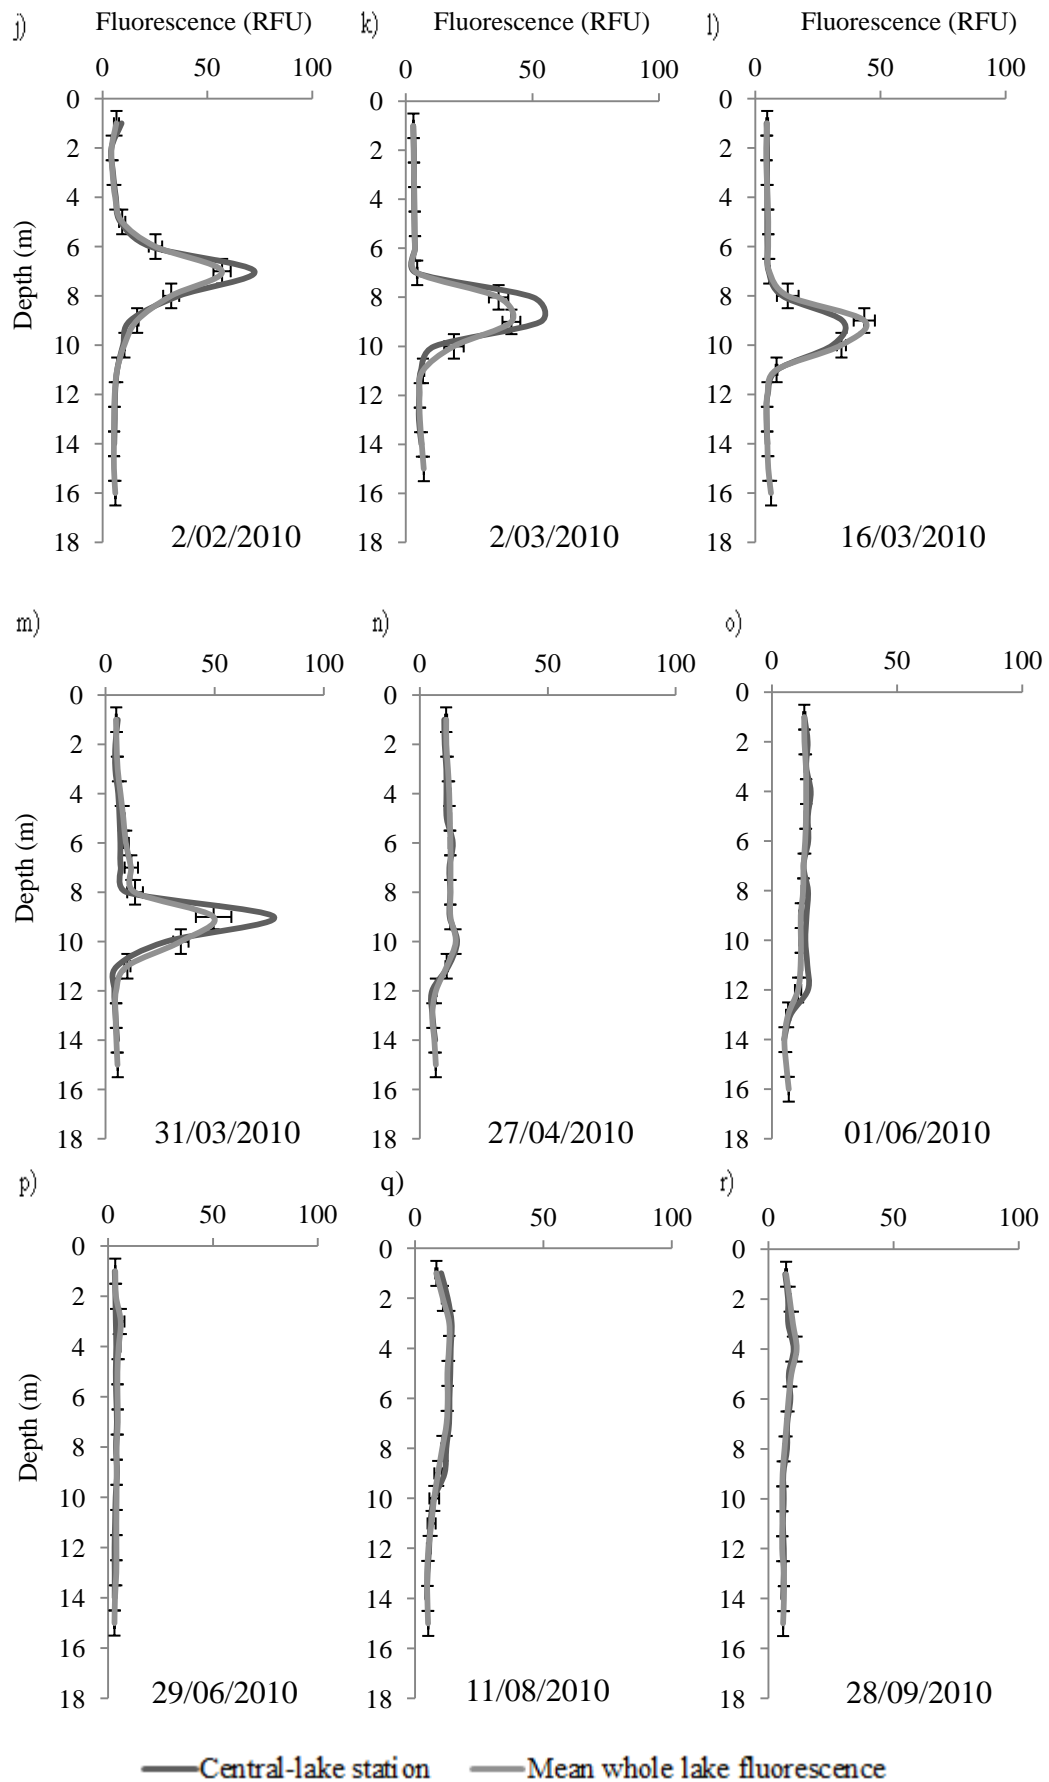 j) Fluorescence (RFU) k) Fluorescence (RFU) l) Fluorescence (RFU)
0 50 100 0 50 100 0 50 100
0 0 0
2 2 2
4 4 4
6 6 6
8 8 8
10 10 10
12 12 12
14 14 14
16 16 16
18 18 18
Depth (m)
2/02/2010 2/03/2010 16/03/2010
m) n) o)
0 50 100 0 50 100 0 50 100
0 0 0
2 2 2
4 4 4
6 6 6
8 8 8
10 10 10
12 12 12
14 14 14
16 16 16
18 18 18
Depth (m)
31/03/2010 27/04/2010 01/06/2010
p) q) r)
0 50 100 0 50 100 0 50 100
0 0 0
2 2 2
4 4 4
6 6 6
8 8 8
10 10 10
12 12 12
14 14 14
16 16 16
18 18 18
Depth (m)
29/06/2010 11/08/2010 28/09/2010
Central-lake station Mean whole lake fluorescence